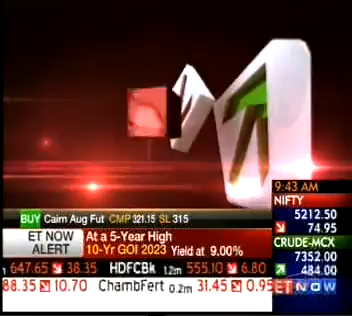 BUY Cairn Aug Fut CMP 321.15 SL 315
ET NOW ALERT
At a 5-Year High
10-Yr GOI 2023 Yield at 9.00%
9:43 AM
NIFTY
5212.50
74.95
CRUDE-MCX
7352.00
484.00
647.65 38.35 HDFCBk 1.2m 555.10 6.80
88.35 10.70 ChambFert 0.2m 31.45 0.95
ET NOW